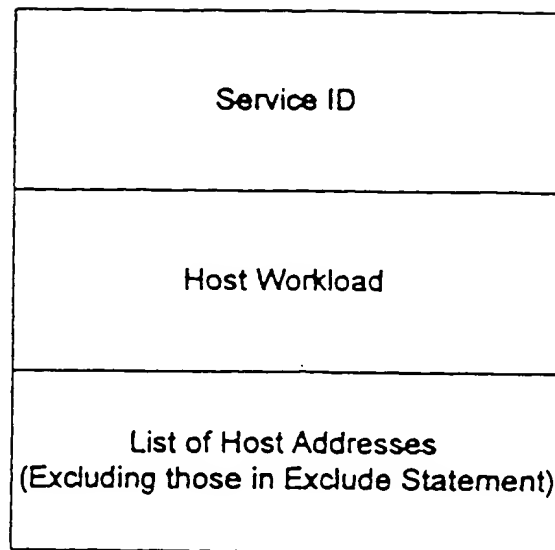 Service ID
Host Workload
List of Host Addresses
(Excluding those in Exclude Statement)